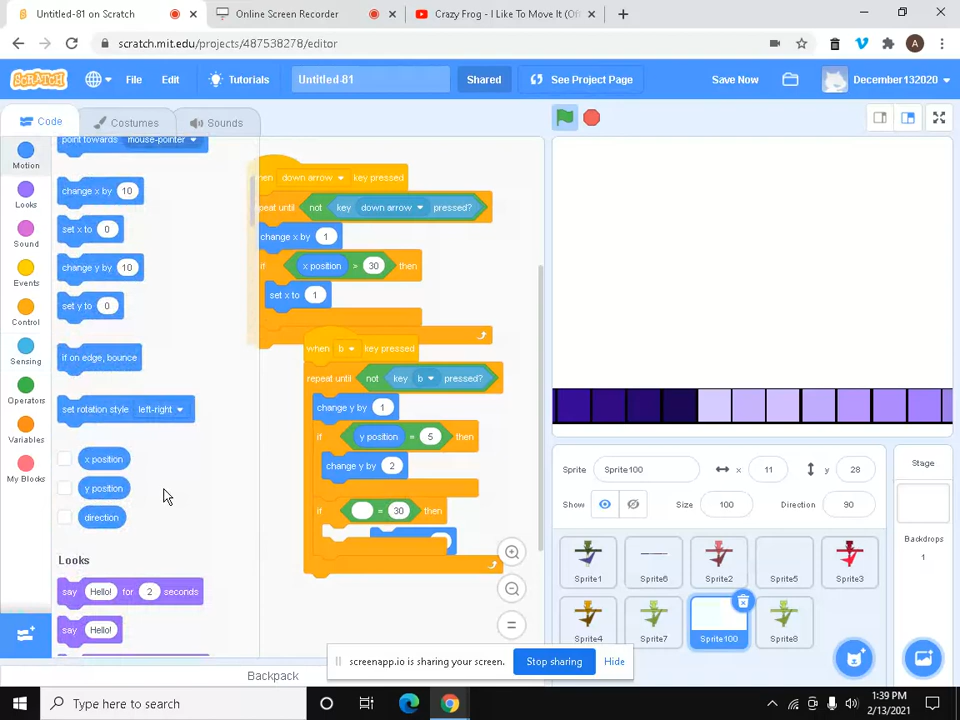 Untitled-81 on Scratch
Online Screen Recorder
Crazy Frog - I Like To Move It (Of
scratch.mit.edu/projects/487538278/editor
A
SCRATCH
File
Edit
Tutorials
Untitled-81
Shared
See Project Page
Save Now
December132020
Code
Costumes
Sounds
Motion
Looks
Sound
Events
Control
Sensing
Operators
Variables
My Blocks
point towards mouse-pointer
change x by 10
set x to 0
change y by 10
set y to 0
if on edge, bounce
set rotation style left-right
x position
y position
direction
Looks
say Hello! for 2 seconds
say Hello!
hen down arrow key pressed
peat until not key down arrow pressed?
change x by 1
if x position > 30 then
set x to 1
when b key pressed
repeat until not key b pressed?
change y by 1
if y position = 5 then
change y by 2
if = 30 then
Sprite Sprite100 x 11 y 28
Show Size 100 Direction 90
Stage
Backdrops
1
Sprite1
Sprite6
Sprite2
Sprite5
Sprite3
Sprite4
Sprite7
Sprite100
Sprite8
Backpack
screenapp.io is sharing your screen.
Stop sharing
Hide
Type here to search
1:39 PM
2/13/2021